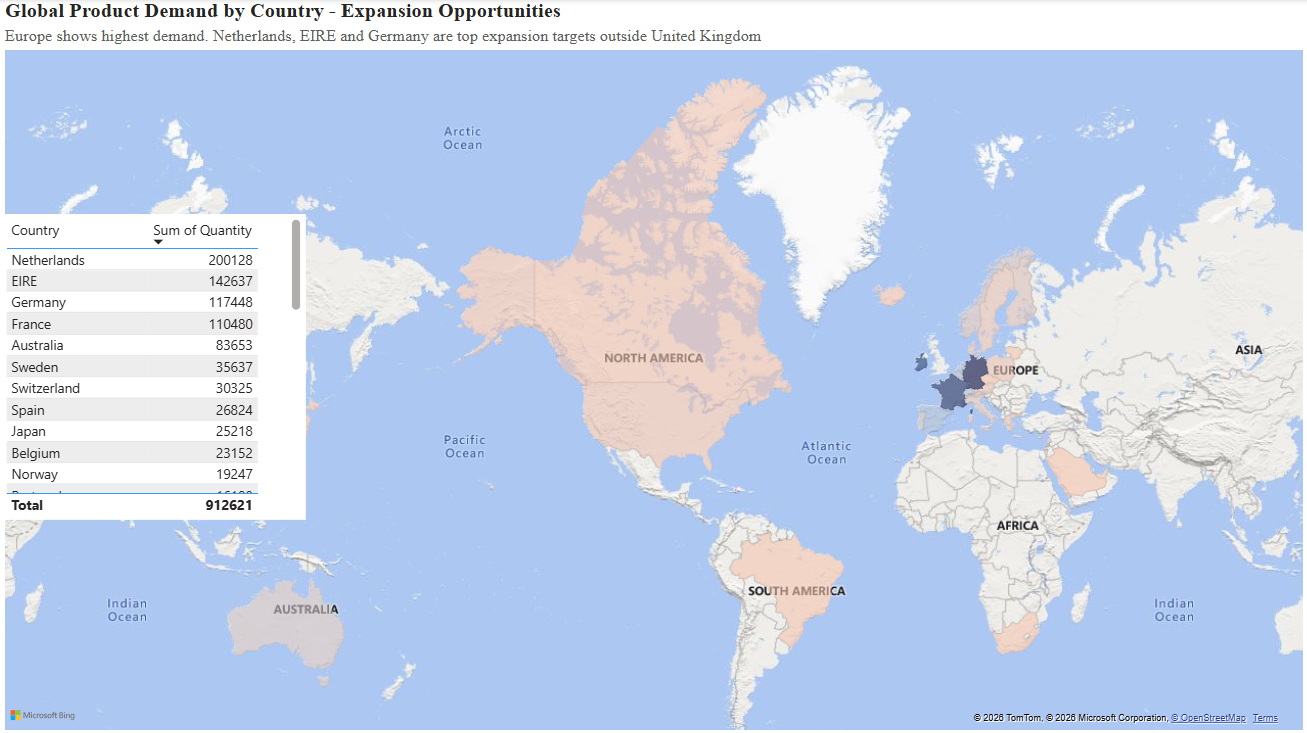 Global Product Demand by Country - Expansion Opportunities
Europe shows highest demand. Netherlands, EIRE and Germany are top expansion targets outside United Kingdom
Arctic
Ocean
Country Sum of Quantity
Netherlands 200128
EIRE 142637
Germany 117448
France 110480
Australia 83653
Sweden 35637
Switzerland 30325
Spain 26824
Japan 25218
Belgium 23152
Norway 19247
Total 912621
NORTH AMERICA
EUROPE
ASIA
Pacific
Ocean
Atlantic
Ocean
AFRICA
SOUTH AMERICA
AUSTRALIA
Indian
Ocean
Indian
Ocean
Microsoft Bing
© 2026 TomTom, © 2026 Microsoft Corporation, © OpenStreetMap Terms